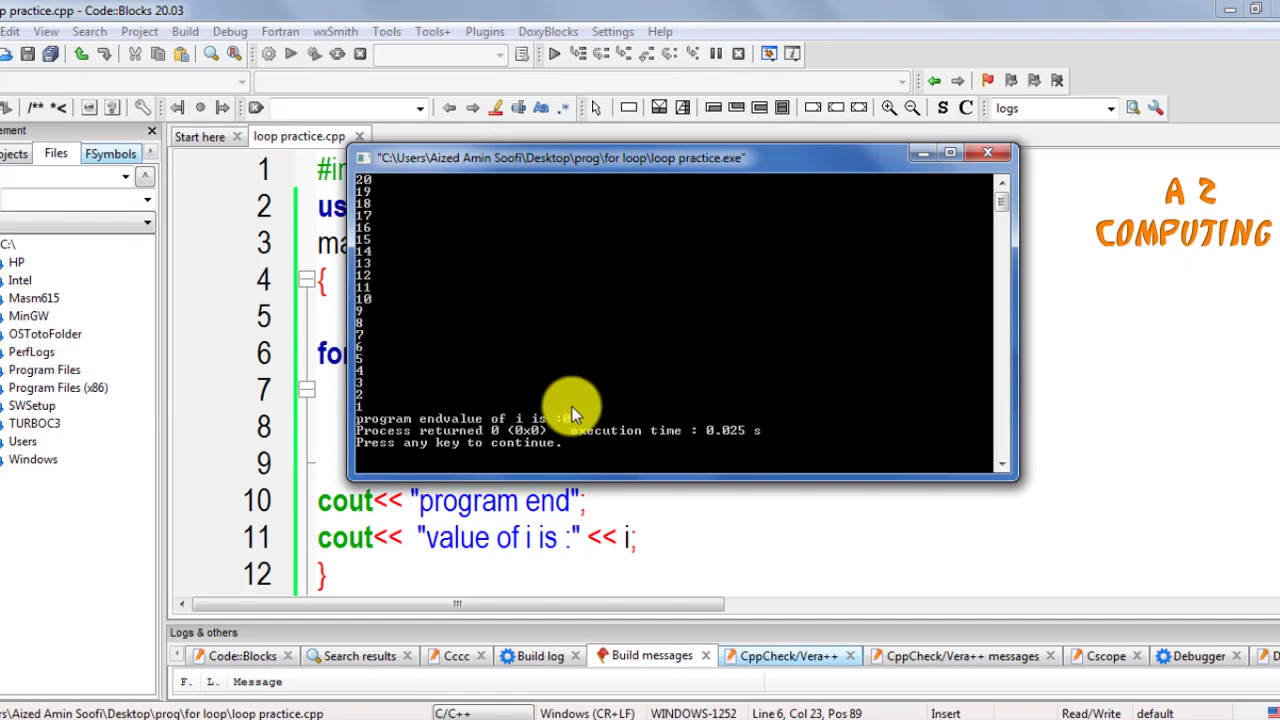 p practice.cpp - Code::Blocks 20.03
Edit View Search Project Build Debug Fortran wxSmith Tools Tools+ Plugins DoxyBlocks Settings Help
/** *< Aa .* S C logs
ement
Start here loop practice.cpp
ojects Files FSymbols
C:\
HP
Intel
Masm615
MinGW
OSTotoFolder
PerfLogs
Program Files
Program Files (x86)
SWSetup
TURBOC3
Users
Windows
1 #in
2 us
3 ma
4 {
5
6 for
7
8
9
10 cout<< "program end";
11 cout<< "value of i is :" << i;
12 }
"C:\Users\Aized Amin Soofi\Desktop\prog\for loop\loop practice.exe"
20
19
18
17
16
15
14
13
12
11
10
9
8
7
6
5
4
3
2
1
program endvalue of i is :0
Process returned 0 (0x0) execution time : 0.025 s
Press any key to continue.
A Z
COMPUTING
Logs & others
Code::Blocks Search results Cccc Build log Build messages CppCheck/Vera++ CppCheck/Vera++ messages Cscope Debugger D
F. L. Message
rs\Aized Amin Soofi\Desktop\prog\for loop\loop practice.cpp C/C++ Windows (CR+LF) WINDOWS-1252 Line 6, Col 23, Pos 89 Insert Read/Write default